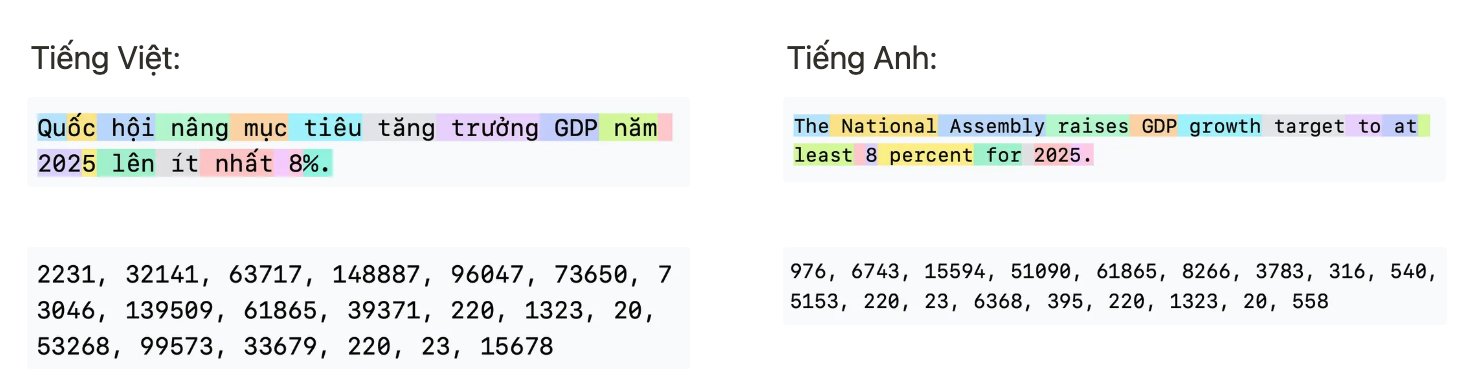 Tiếng Việt:
Quốc hội nâng mục tiêu tăng trưởng GDP năm
2025 lên ít nhất 8%.
2231, 32141, 63717, 148887, 96047, 73650, 7
3046, 139509, 61865, 39371, 220, 1323, 20,
53268, 99573, 33679, 220, 23, 15678
Tiếng Anh:
The National Assembly raises GDP growth target to at
least 8 percent for 2025.
976, 6743, 15594, 51090, 61865, 8266, 3783, 316, 540,
5153, 220, 23, 6368, 395, 220, 1323, 20, 558